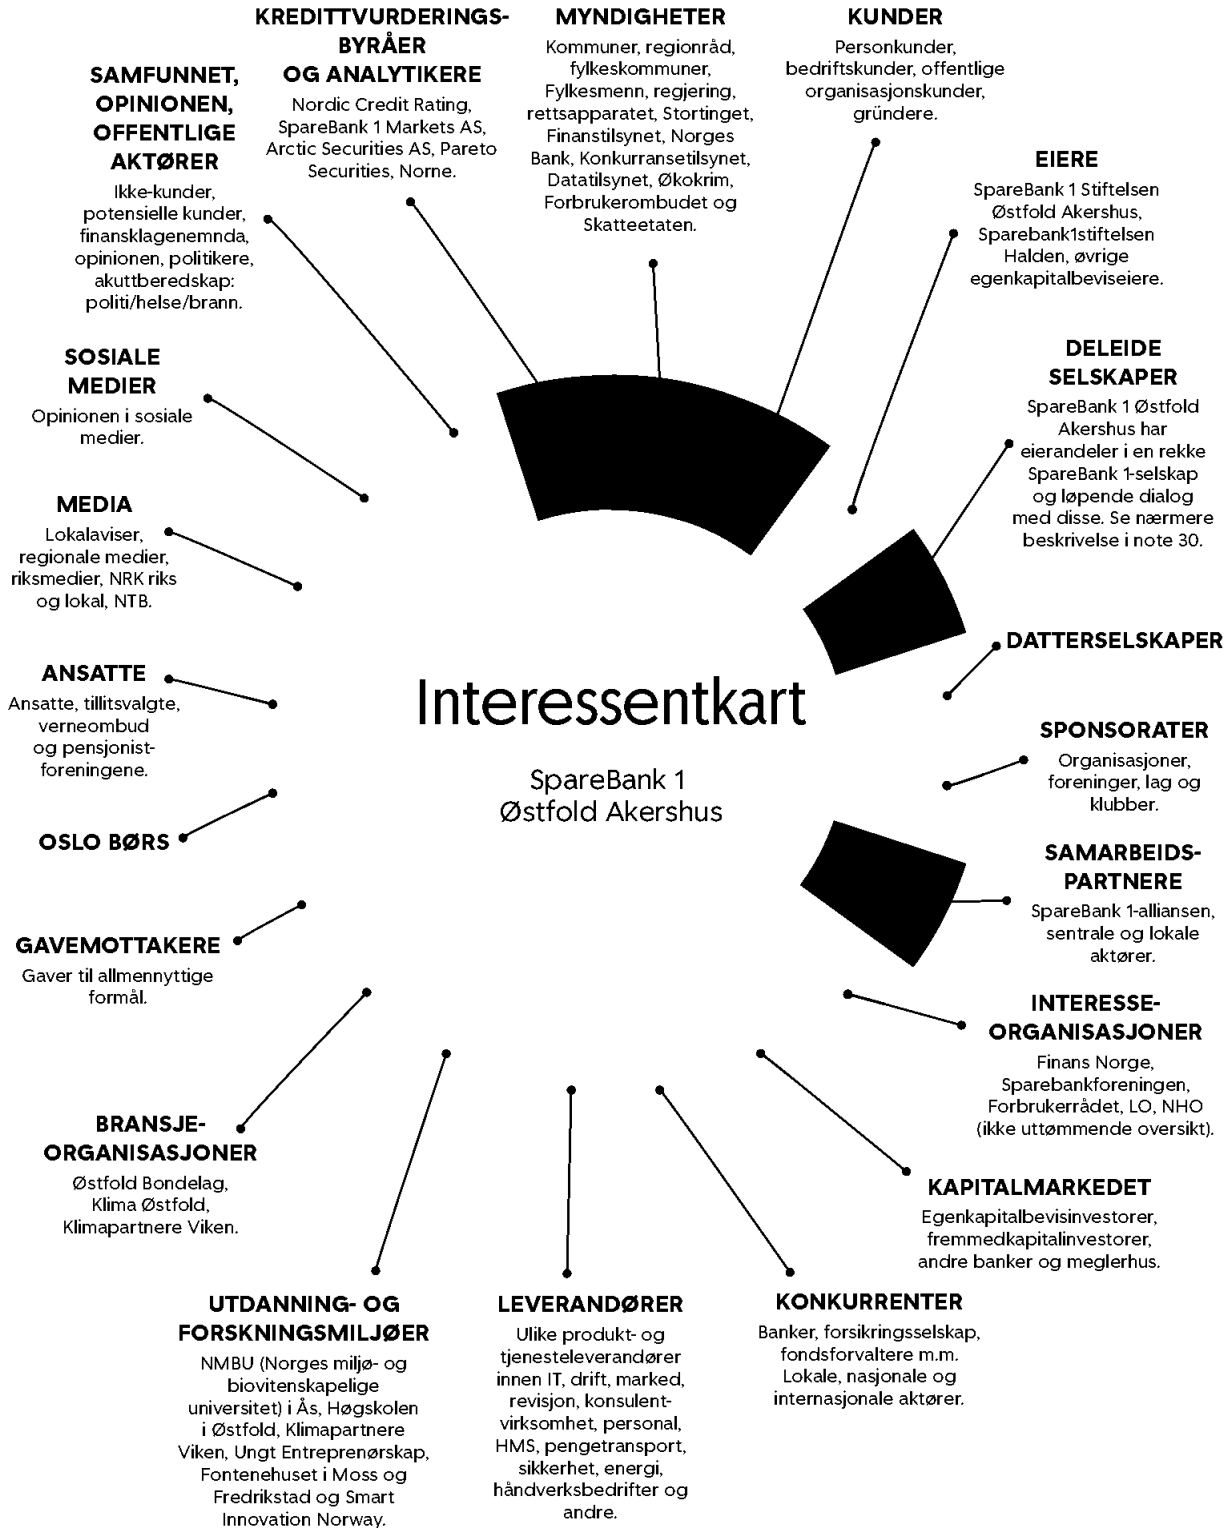 KREDITTVURDERINGS-
BYRÅER
OG ANALYTIKERE
Nordic Credit Rating,
SpareBank 1 Markets AS,
Arctic Securities AS, Pareto
Securities, Norne.
MYNDIGHETER
Kommuner, regionråd,
fylkeskommuner,
Fylkesmenn, regjering,
rettsapparatet, Stortinget,
Finanstilsynet, Norges
Bank, Konkurransetilsynet,
Datatilsynet, Økokrim,
Forbrukerombudet og
Skatteetaten.
KUNDER
Personkunder,
bedriftskunder, offentlige
organisasjonskunder,
gründere.
EIERE
SpareBank 1 Stiftelsen
Østfold Akershus,
Sparebank1stiftelsen
Halden, øvrige
egenkapitalbeviseiere.
DELEIDE
SELSKAPER
SpareBank 1 Østfold
Akershus har
eierandeler i en rekke
SpareBank 1-selskap
og løpende dialog
med disse. Se nærmere
beskrivelse i note 30.
DATTERSELSKAPER
SPONSORATER
Organisasjoner,
foreninger, lag og
klubber.
SAMARBEIDS-
PARTNERE
SpareBank 1-alliansen,
sentrale og lokale
aktører.
INTERESSE-
ORGANISASJONER
Finans Norge,
Sparebankforeningen,
Forbrukerrådet, LO, NHO
(ikke uttømmende oversikt).
KAPITALMARKEDET
Egenkapitalbevisinvestorer,
fremmedkapitalinvestorer,
andre banker og meglerhus.
KONKURRENTER
Banker, forsikringsselskap,
fondsforvaltere m.m.
Lokale, nasjonale og
internasjonale aktører.
LEVERANDØRER
Ulike produkt- og
tjenesteleverandører
innen IT, drift, marked,
revisjon, konsulent-
virksomhet, personal,
HMS, pengetransport,
sikkerhet, energi,
håndverksbedrifter og
andre.
UTDANNING- OG
FORSKNINGSMILJØER
NMBU (Norges miljø- og
biovitenskapelige
universitet) i Ås, Høgskolen
i Østfold, Klimapartnere
Viken, Ungt Entreprenørskap,
Fontenehuset i Moss og
Fredrikstad og Smart
Innovation Norway.
BRANSJE-
ORGANISASJONER
Østfold Bondelag,
Klima Østfold,
Klimapartnere Viken.
GAVEMOTTAKERE
Gaver til allmennyttige
formål.
OSLO BØRS
ANSATTE
Ansatte, tillitsvalgte,
verneombud
og pensjonist-
foreningene.
MEDIA
Lokalaviser,
regionale medier,
riksmedier, NRK riks
og lokal, NTB.
SOSIALE
MEDIER
Opinionen i sosiale
medier.
SAMFUNNET,
OPINIONEN,
OFFENTLIGE
AKTØRER
Ikke-kunder,
potensielle kunder,
finansklagenemnda,
opinionen, politikere,
akuttberedskap:
politi/helse/brann.
Interessentkart
SpareBank 1
Østfold Akershus